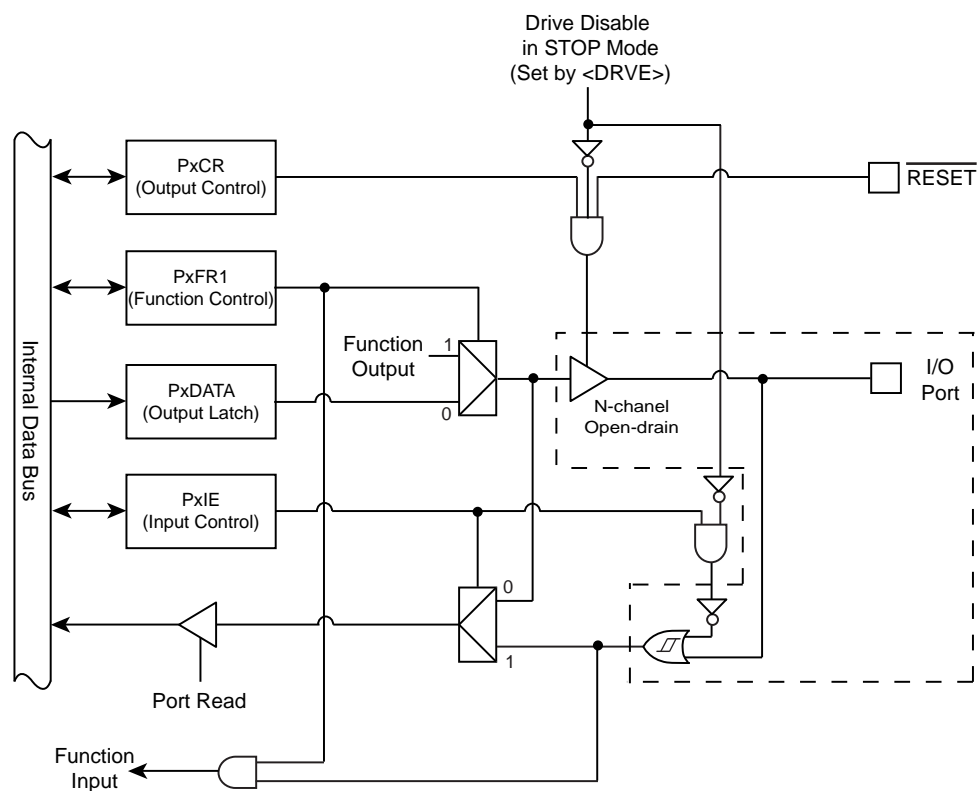 Drive Disable
in STOP Mode
(Set by <DRVE>)
PxCR
(Output Control)
RESET
PxFR1
(Function Control)
Function
Output
1
0
PxDATA
(Output Latch)
N-chanel
Open-drain
I/O
Port
Internal Data Bus
PxIE
(Input Control)
0
1
Port Read
Function
Input